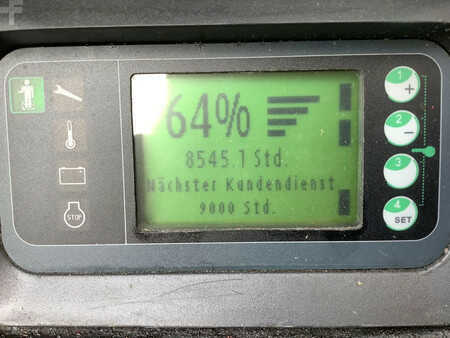 64%
8545.1 Std.
Nächster Kundendienst
9000 Std.
STOP
1
+
2
-
3
4
SET